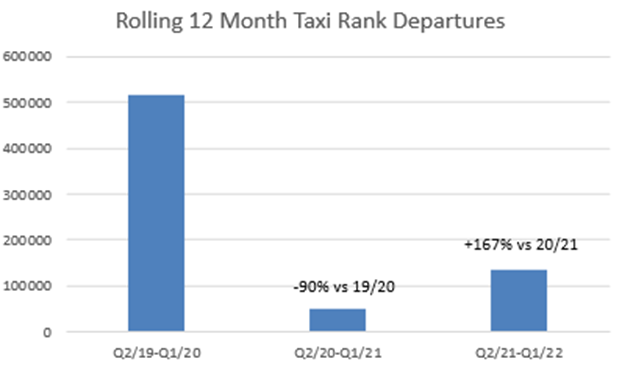 Rolling 12 Month Taxi Rank Departures
600000
500000
400000
300000
200000
100000
0
+167% vs 20/21
-90% vs 19/20
Q2/19-Q1/20
Q2/20-Q1/21
Q2/21-Q1/22